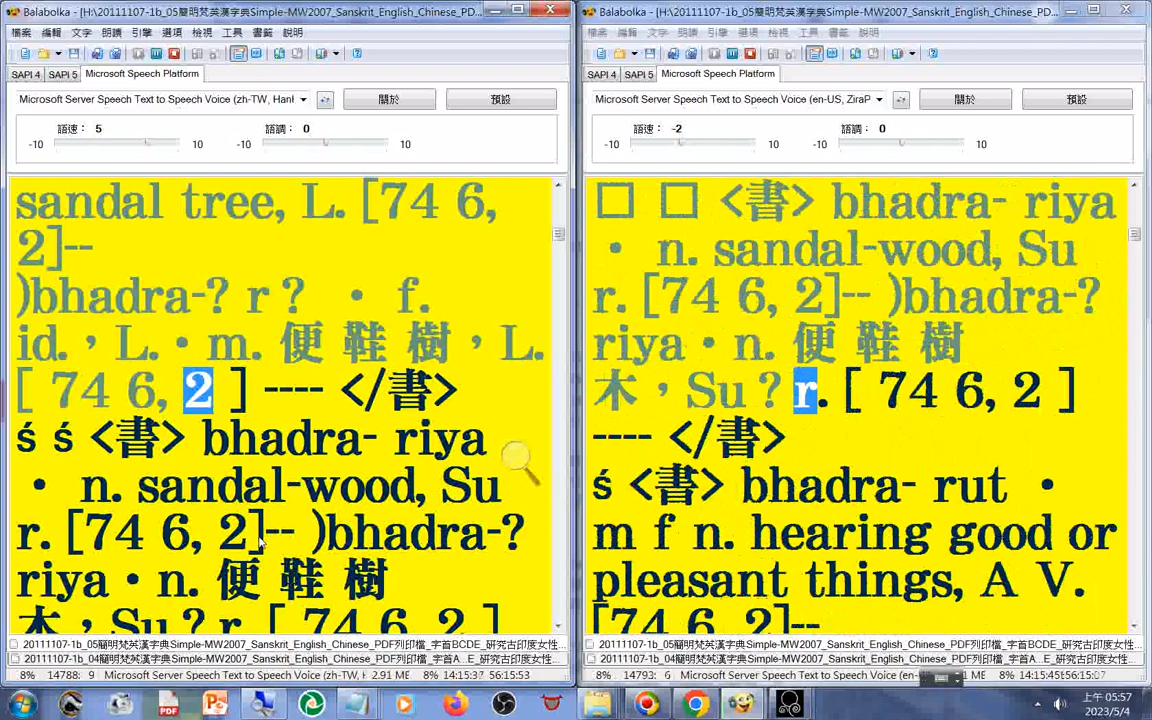 Balabolka - [H:\20111107-1b_05簡明梵英漢字典Simple-MW2007_Sanskrit_English_Chinese_PD...
檔案 編輯 文字 朗讀 引擎 選項 檢視 工具 書籤 說明
SAPI 4 SAPI 5 Microsoft Speech Platform
Microsoft Server Speech Text to Speech Voice (zh-TW, HanH 關於 預設
語速： 5 語調： 0
-10 10 -10 10
sandal tree, L. [74 6,
2]--
)bhadra-? r ? • f.
id.，L.•m. 便 鞋 樹，L.
[ 74 6, 2 ] ---- </書>
ś ś <書> bhadra- riya
• n. sandal-wood, Su
r. [74 6, 2]-- )bhadra-?
riya•n. 便 鞋 樹
木，Su ? r. [ 74 6, 2 ]
20111107-1b_05簡明梵英漢字典Simple-MW2007_Sanskrit_English_Chinese_PDF列印檔_字首BCDE_研究古印度女性...
20111107-1b_04簡明梵英漢字典Simple-MW2007_Sanskrit_English_Chinese_PDF列印檔_字首A...E_研究古印度女性...
8% 14788: 9 Microsoft Server Speech Text to Speech Voice (zh-TW, 2.91 ME 8% 14:15:37 56:15:53
Balabolka - [H:\20111107-1b_05簡明梵英漢字典Simple-MW2007_Sanskrit_English_Chinese_PD...
檔案 編輯 文字 朗讀 引擎 選項 檢視 工具 書籤 說明
SAPI 4 SAPI 5 Microsoft Speech Platform
Microsoft Server Speech Text to Speech Voice (en-US, ZiraP 關於 預設
語速： -2 語調： 0
-10 10 -10 10
□ □ <書> bhadra- riya
• n. sandal-wood, Su
r. [74 6, 2]-- )bhadra-?
riya•n. 便 鞋 樹
木，Su ? r. [ 74 6, 2 ]
---- </書>
ś <書> bhadra- rut •
m f n. hearing good or
pleasant things, A V.
[74 6, 2]--
20111107-1b_05簡明梵英漢字典Simple-MW2007_Sanskrit_English_Chinese_PDF列印檔_字首BCDE_研究古印度女性...
20111107-1b_04簡明梵英漢字典Simple-MW2007_Sanskrit_English_Chinese_PDF列印檔_字首A...E_研究古印度女性...
8% 14793: 6 Microsoft Server Speech Text to Speech Voice (en-U ME 8% 14:15:45
上午 05:57
2023/5/4